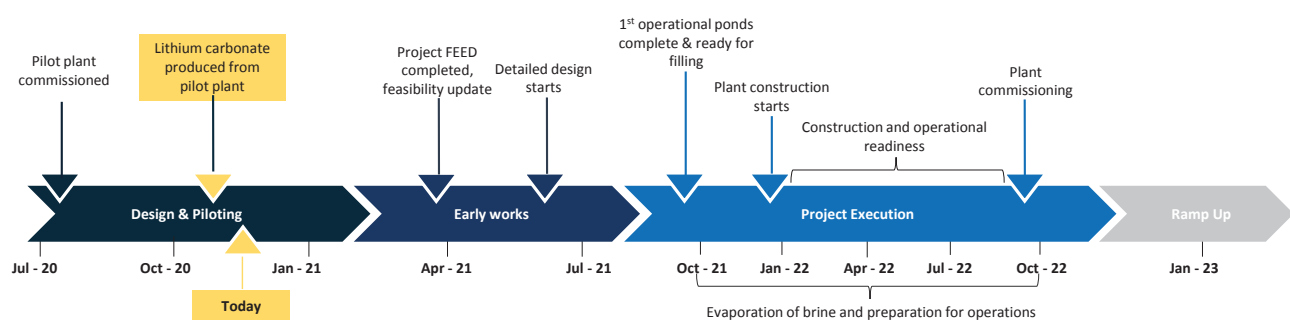 Pilot plant
commissioned
Lithium carbonate
produced from
pilot plant
Project FEED
completed,
feasibility update
Detailed design
starts
1st operational ponds
complete & ready for
filling
Plant construction
starts
Construction and operational
readiness
Plant
commissioning
Design & Piloting
Early works
Project Execution
Ramp Up
Jul - 20
Oct - 20
Jan - 21
Apr - 21
Jul - 21
Oct - 21
Jan - 22
Apr - 22
Jul - 22
Oct - 22
Jan - 23
Today
Evaporation of brine and preparation for operations